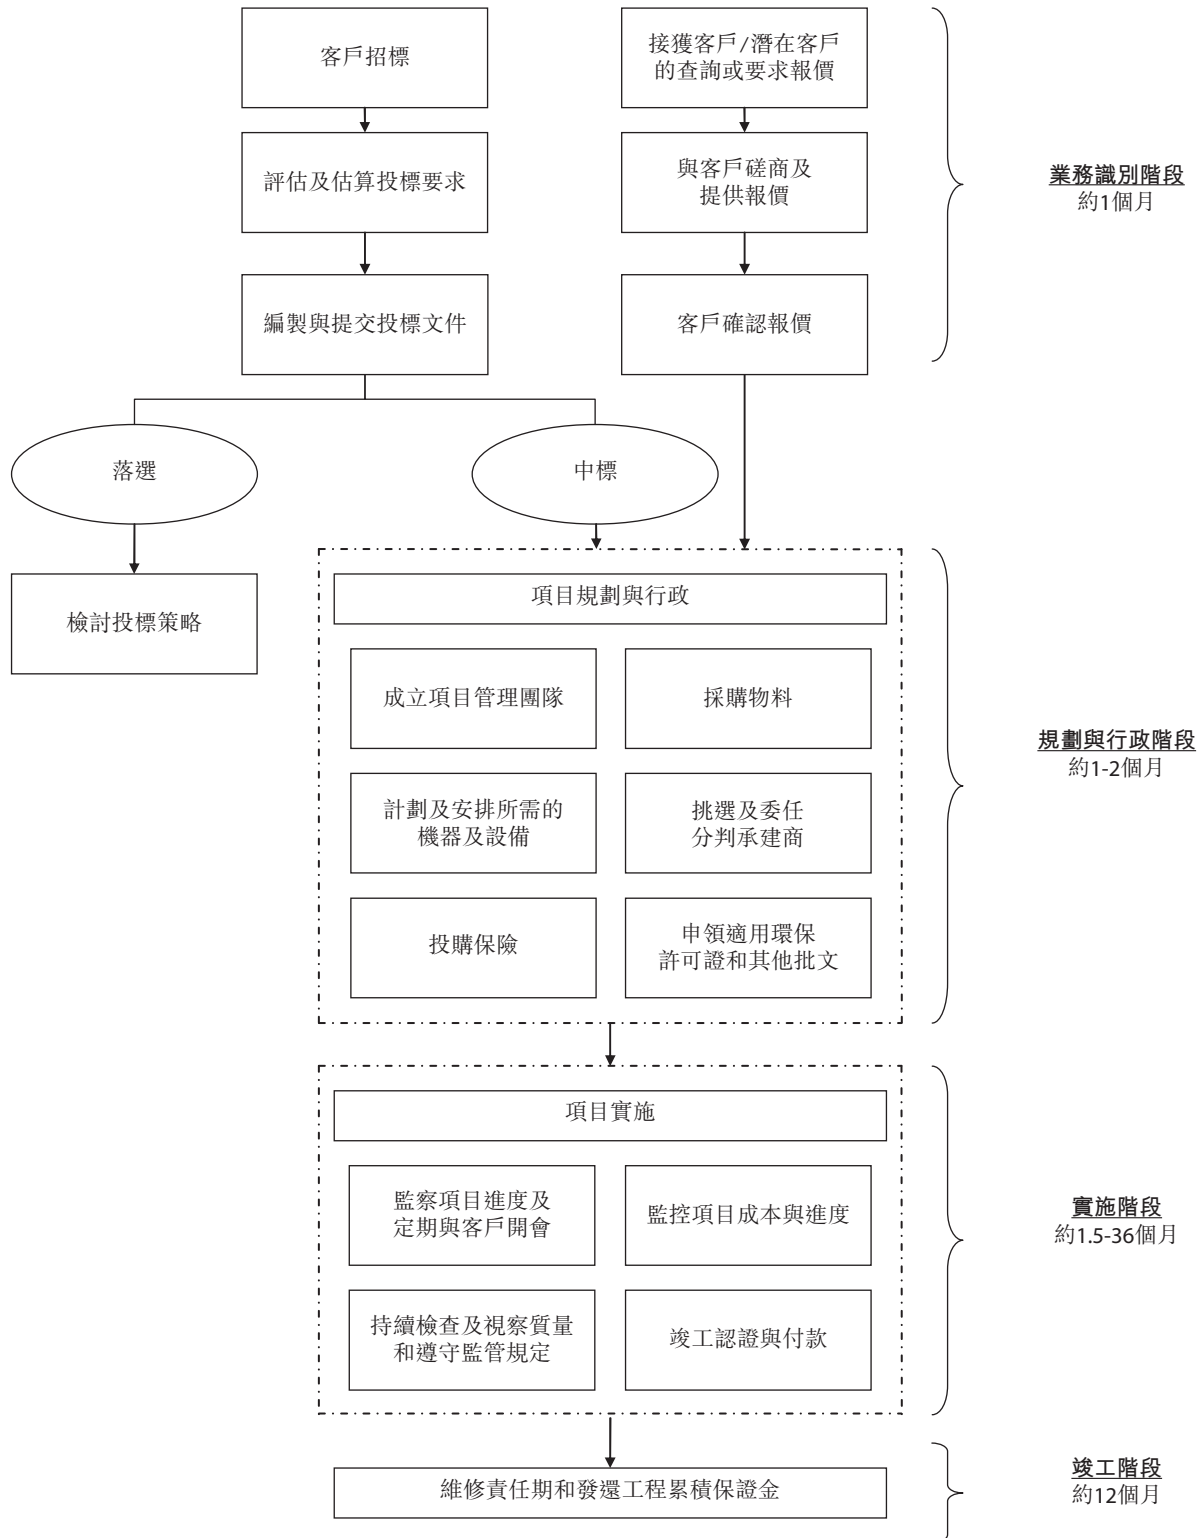 客戶招標
接獲客戶/潛在客戶
的查詢或要求報價
評估及估算投標要求
與客戶磋商及
提供報價
業務識別階段
約1個月
編製與提交投標文件
客戶確認報價
落選
中標
檢討投標策略
項目規劃與行政
成立項目管理團隊
採購物料
規劃與行政階段
約1-2個月
計劃及安排所需的
機器及設備
挑選及委任
分判承建商
投購保險
申領適用環保
許可證和其他批文
項目實施
監察項目進度及
定期與客戶開會
監控項目成本與進度
實施階段
約1.5-36個月
持續檢查及視察質量
和遵守監管規定
竣工認證與付款
維修責任期和發還工程累積保證金
竣工階段
約12個月